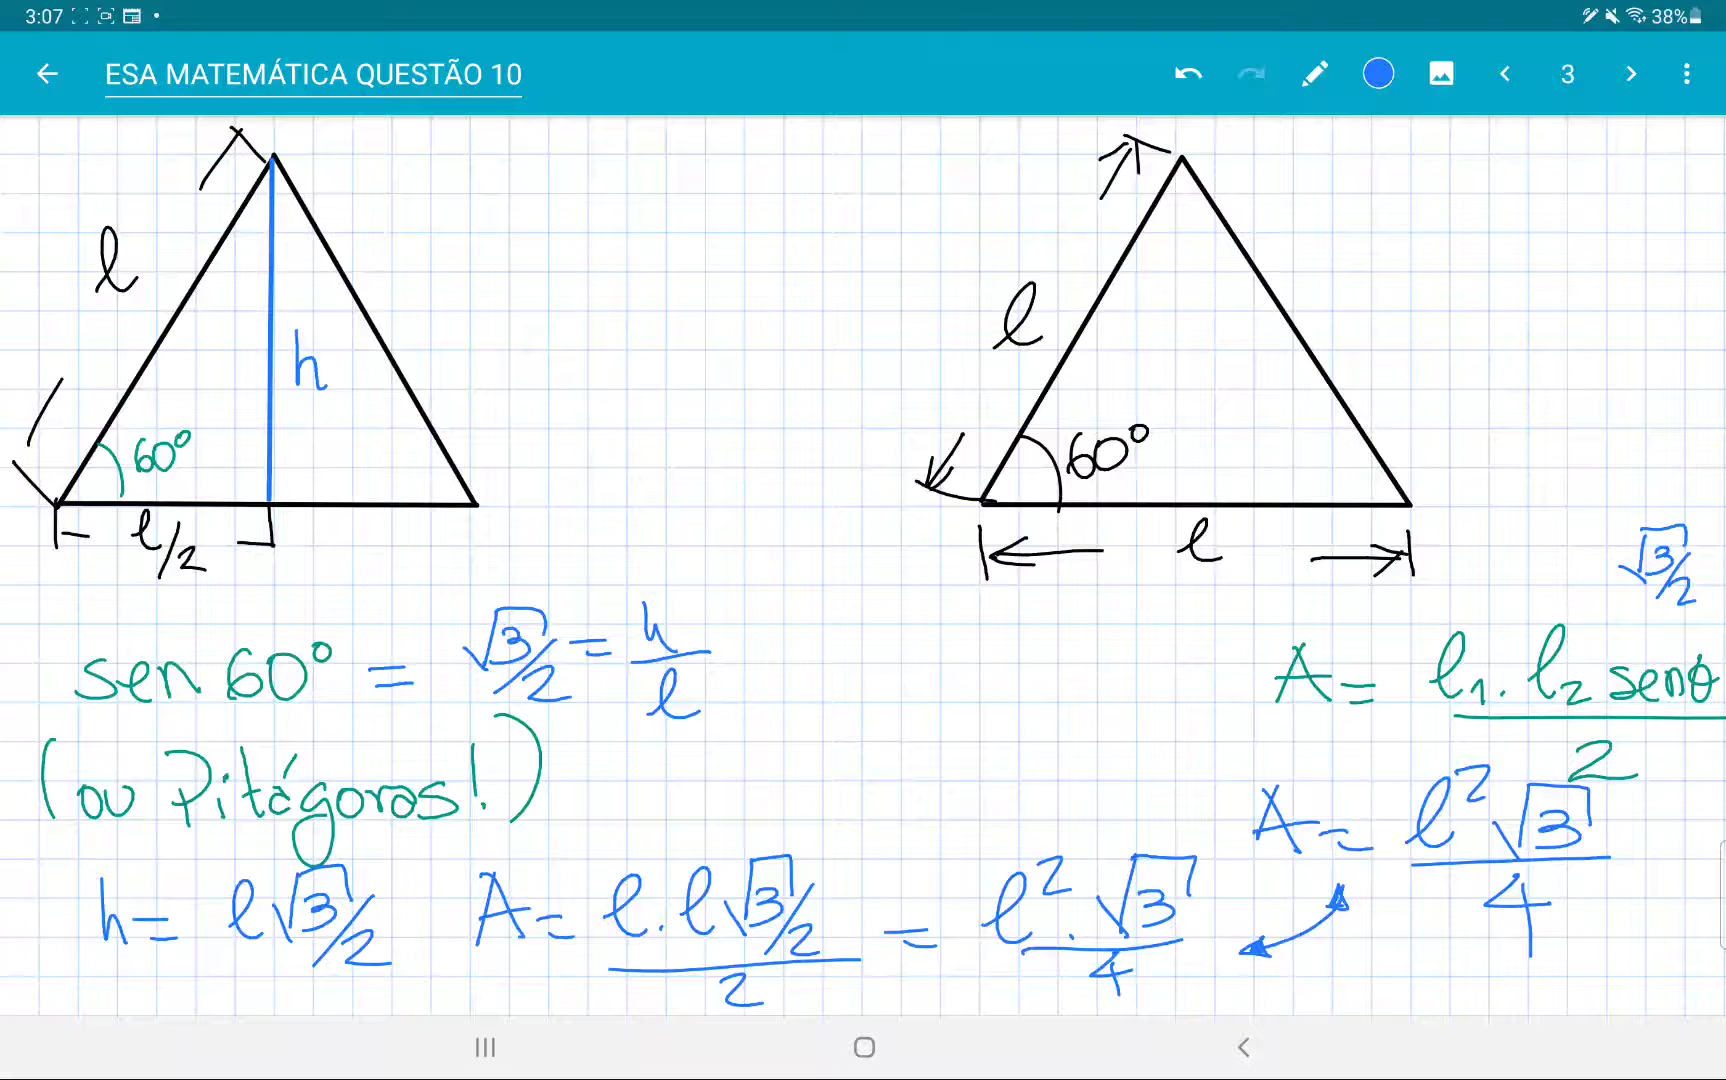 3:07 38%
ESA MATEMÁTICA QUESTÃO 10 3
l
h
60°
l/2
l
60°
l
√3/2
sen 60° = √3/2 = h/l
A = l₁. l₂ senθ / 2
(ou Pitágoras!)
A = l²√3 / 4
h = l√3/2 A = l.l√3/2 / 2 = l².√3 / 4